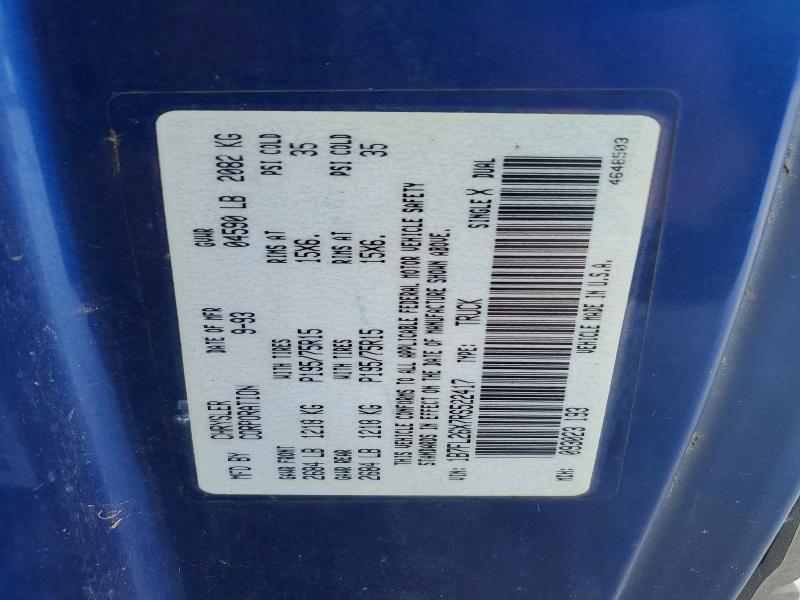 MFD BY CHRYSLER CORPORATION DATE OF MFR 9-93 GVWR 04590 LB 2082 KG
GAWR FRONT WITH TIRES RIMS AT PSI COLD
2684 LB 1218 KG P195/75R15 15X6. 35
GAWR REAR WITH TIRES RIMS AT PSI COLD
2684 LB 1218 KG P195/75R15 15X6. 35
THIS VEHICLE CONFORMS TO ALL APPLICABLE FEDERAL MOTOR VEHICLE SAFETY
STANDARDS IN EFFECT ON THE DATE OF MANUFACTURE SHOWN ABOVE.
VIN: 1B7FL26X7RS522417 TYPE: TRUCK SINGLE X DUAL
MIH: 093023 193 VEHICLE MADE IN U.S.A. 4648503